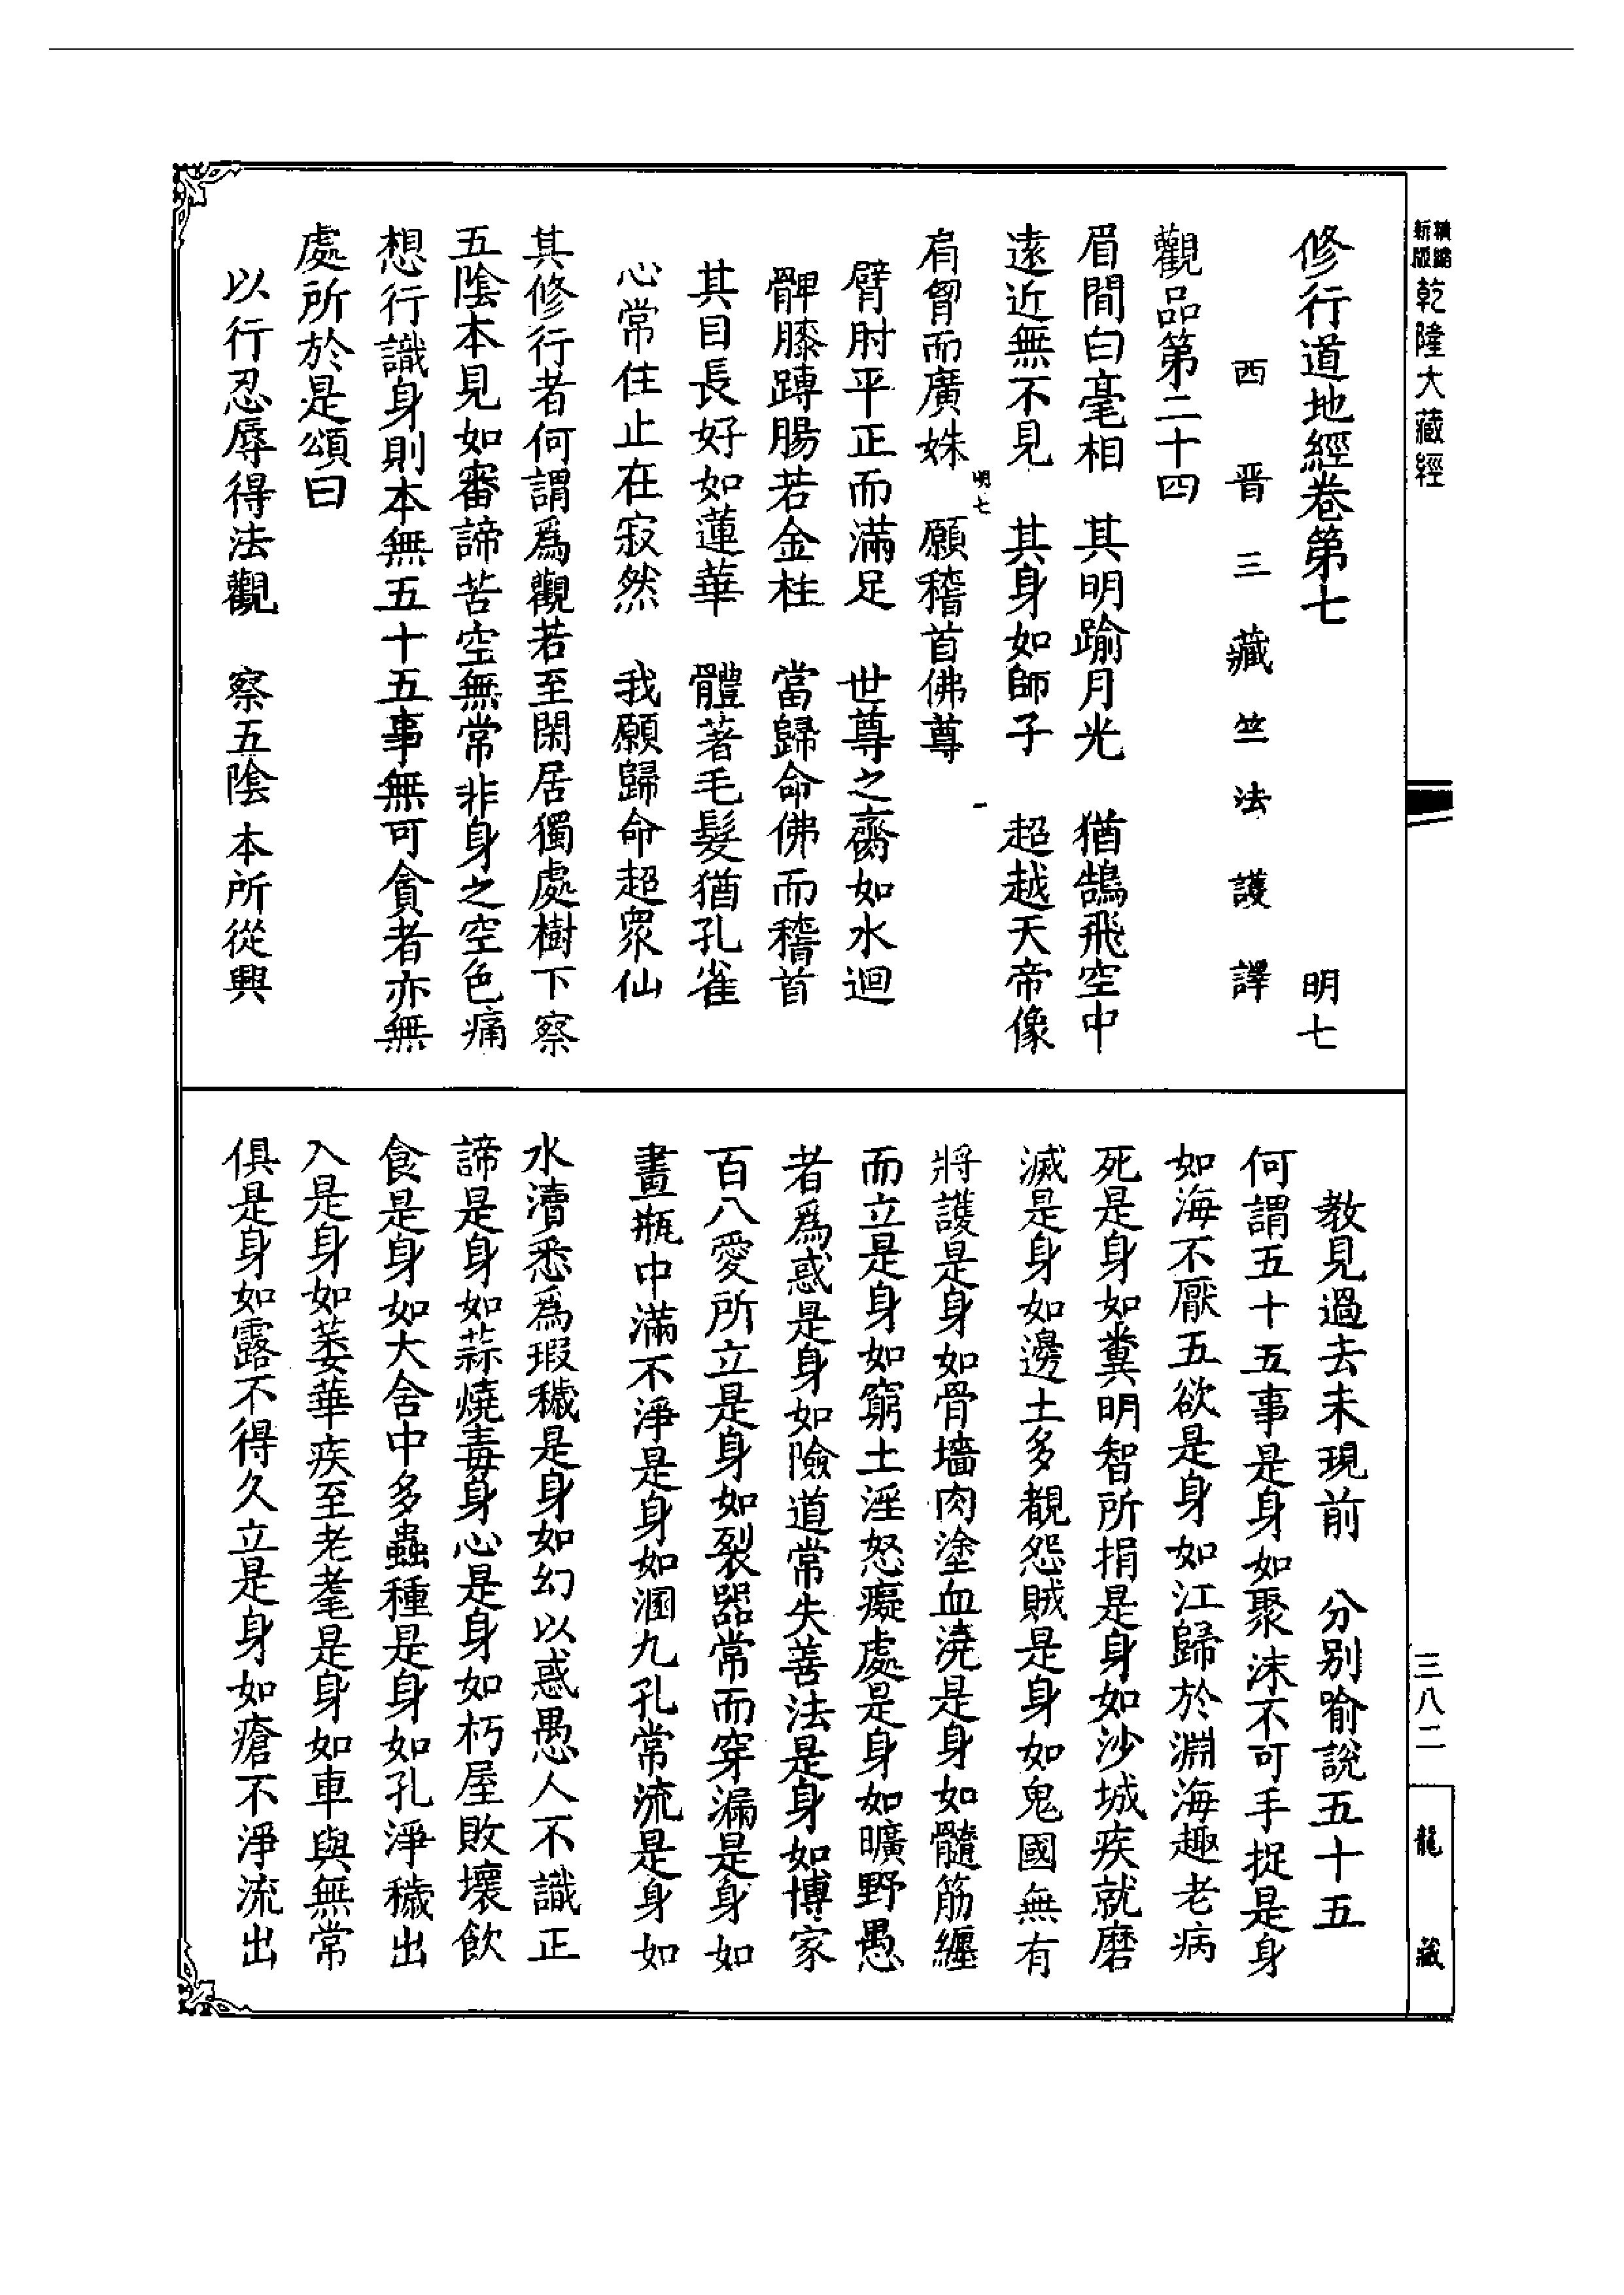 新版精縮乾隆大藏經
修行道地經卷第七 明七
西晋三藏竺法護譯
觀品第二十四
眉間白毫相 其明踰月光 猶鵠飛空中
遠近無不見 其身如師子 超越天帝像
肩𦙄而廣姝 願稽首佛尊
明七 一
臂肘平正而滿足 世尊之臍如水迴
髀膝𨄔腸若金柱 當歸命佛而稽首
其目長好如蓮華 體著毛髮猶孔雀
心常住止在寂然 我願歸命超衆仙
其修行者何謂爲觀若至閑居獨處樹下察
五陰本見如審諦苦空無常非身之空色痛
想行識身則本無五十五事無可貪者亦無
處所於是頌曰
以行忍辱得法觀 察五陰本所從興
教見過去未現前 分别喻説五十五
何謂五十五事是身如聚沫不可手捉是身
如海不厭五欲是身如江歸於淵海趣老病
死是身如糞明智所捐是身如沙城疾就磨
滅是身如邊土多覩怨賊是身如鬼國無有
將護是身如骨墻肉塗血澆是身如髓筋纏
而立是身如窮土淫怒癡處是身如曠野愚
者爲惑是身如險道常失善法是身如博家
百八愛所立是身如裂器常而穿漏是身如
畫瓶中滿不淨是身如溷九孔常流是身如
水瀆悉爲瑕穢是身如幻以惑愚人不識正
諦是身如蒜燒毒身心是身如朽屋敗壞飲
食是身如大舍中多蟲種是身如孔淨穢出
入是身如萎華疾至老耄是身如車與無常
俱是身如露不得久立是身如瘡不淨流出
三八二
龍藏